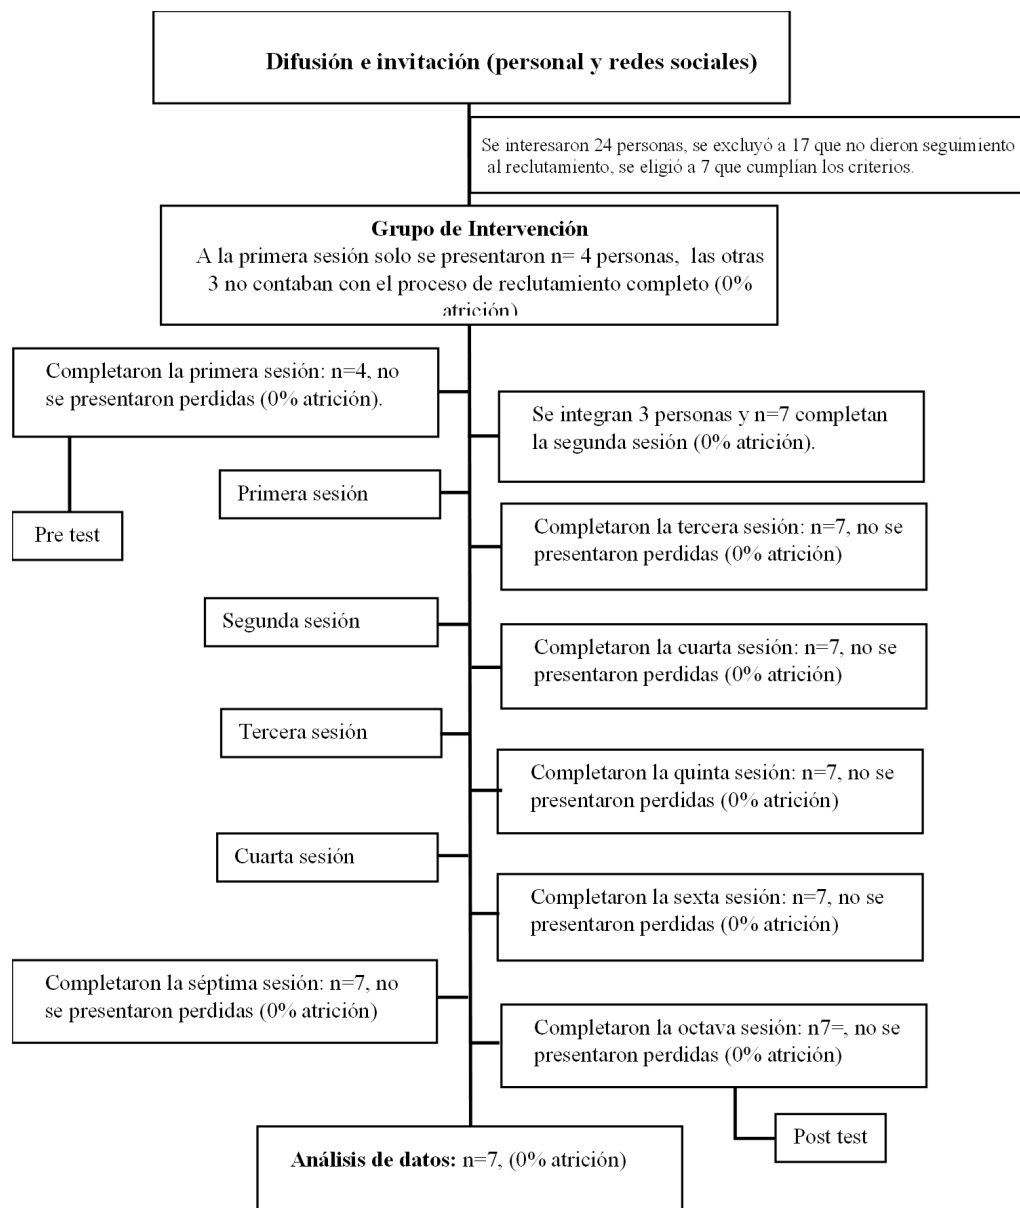 Difusión e invitación (personal y redes sociales)
Se interesaron 24 personas, se excluyó a 17 que no dieron seguimiento
al reclutamiento, se eligió a 7 que cumplían los criterios.
Grupo de Intervención
A la primera sesión solo se presentaron n= 4 personas, las otras
3 no contaban con el proceso de reclutamiento completo (0%
atrición)
Completaron la primera sesión: n=4, no
se presentaron perdidas (0% atrición).
Se integran 3 personas y n=7 completan
la segunda sesión (0% atrición).
Primera sesión
Pre test
Completaron la tercera sesión: n=7, no se
presentaron perdidas (0% atrición)
Segunda sesión
Completaron la cuarta sesión: n=7, no se
presentaron perdidas (0% atrición)
Tercera sesión
Completaron la quinta sesión: n=7, no se
presentaron perdidas (0% atrición)
Cuarta sesión
Completaron la sexta sesión: n=7, no se
presentaron perdidas (0% atrición)
Completaron la séptima sesión: n=7, no
se presentaron perdidas (0% atrición)
Completaron la octava sesión: n7=, no se
presentaron perdidas (0% atrición)
Post test
Análisis de datos: n=7, (0% atrición)